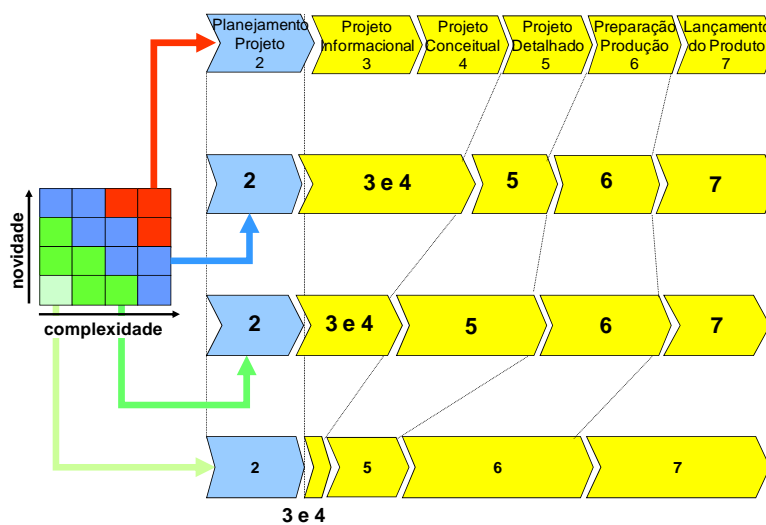 Planejamento
Projeto
2
Projeto
Informacional
3
Projeto
Conceitual
4
Projeto
Detalhado
5
Preparação
Produção
6
Lançamento
do Produto
7
2
3 e 4
5
6
7
novidade
complexidade
2
3 e 4
5
6
7
2
5
6
7
3 e 4